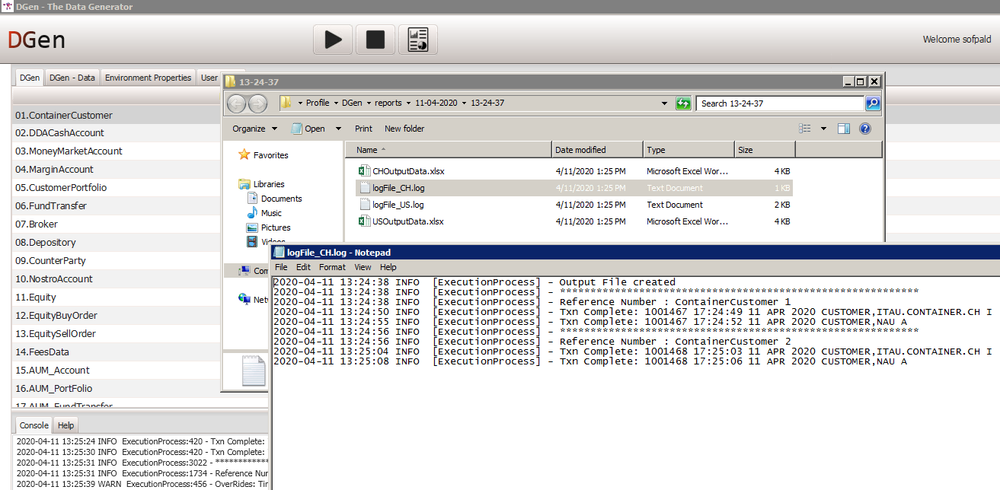 DGen - The Data Generator
DGen
Welcome sofpald
DGen
DGen - Data
Environment Properties
User
01.ContainerCustomer
02.DDACashAccount
03.MoneyMarketAccount
04.MarginAccount
05.CustomerPortfolio
06.FundTransfer
07.Broker
08.Depository
09.CounterParty
10.NostroAccount
11.Equity
12.EquityBuyOrder
13.EquitySellOrder
14.FeesData
15.AUM_Account
16.AUM_PortFolio
17.AUM_FundTransfer
Console
Help
2020-04-11 13:25:24 INFO ExecutionProcess:420 - Txn Complete:
2020-04-11 13:25:30 INFO ExecutionProcess:420 - Txn Complete:
2020-04-11 13:25:31 INFO ExecutionProcess:3022 - ************
2020-04-11 13:25:31 INFO ExecutionProcess:1734 - Reference Nur
2020-04-11 13:25:39 WARN ExecutionProcess:456 - OverRides: Tir
13-24-37
Profile DGen reports 11-04-2020 13-24-37
Search 13-24-37
Organize Open Print New folder
Favorites
Libraries
Documents
Music
Pictures
Videos
Com
Net
Name Date modified Type Size
CHOutputData.xlsx 4/11/2020 1:25 PM Microsoft Excel Wor... 4 KB
logFile_CH.log 4/11/2020 1:25 PM Text Document 1 KB
logFile_US.log 4/11/2020 1:25 PM Text Document 2 KB
USOutputData.xlsx 4/11/2020 1:25 PM Microsoft Excel Wor... 4 KB
logFile_CH.log - Notepad
File Edit Format View Help
2020-04-11 13:24:38 INFO [ExecutionProcess] - Output File created
2020-04-11 13:24:38 INFO [ExecutionProcess] - *********************************************************
2020-04-11 13:24:38 INFO [ExecutionProcess] - Reference Number : ContainerCustomer 1
2020-04-11 13:24:50 INFO [ExecutionProcess] - Txn Complete: 1001467 17:24:49 11 APR 2020 CUSTOMER,ITAU.CONTAINER.CH I
2020-04-11 13:24:55 INFO [ExecutionProcess] - Txn Complete: 1001467 17:24:52 11 APR 2020 CUSTOMER,NAU A
2020-04-11 13:24:56 INFO [ExecutionProcess] - *********************************************************
2020-04-11 13:24:56 INFO [ExecutionProcess] - Reference Number : ContainerCustomer 2
2020-04-11 13:25:04 INFO [ExecutionProcess] - Txn Complete: 1001468 17:25:03 11 APR 2020 CUSTOMER,ITAU.CONTAINER.CH I
2020-04-11 13:25:08 INFO [ExecutionProcess] - Txn Complete: 1001468 17:25:06 11 APR 2020 CUSTOMER,NAU A